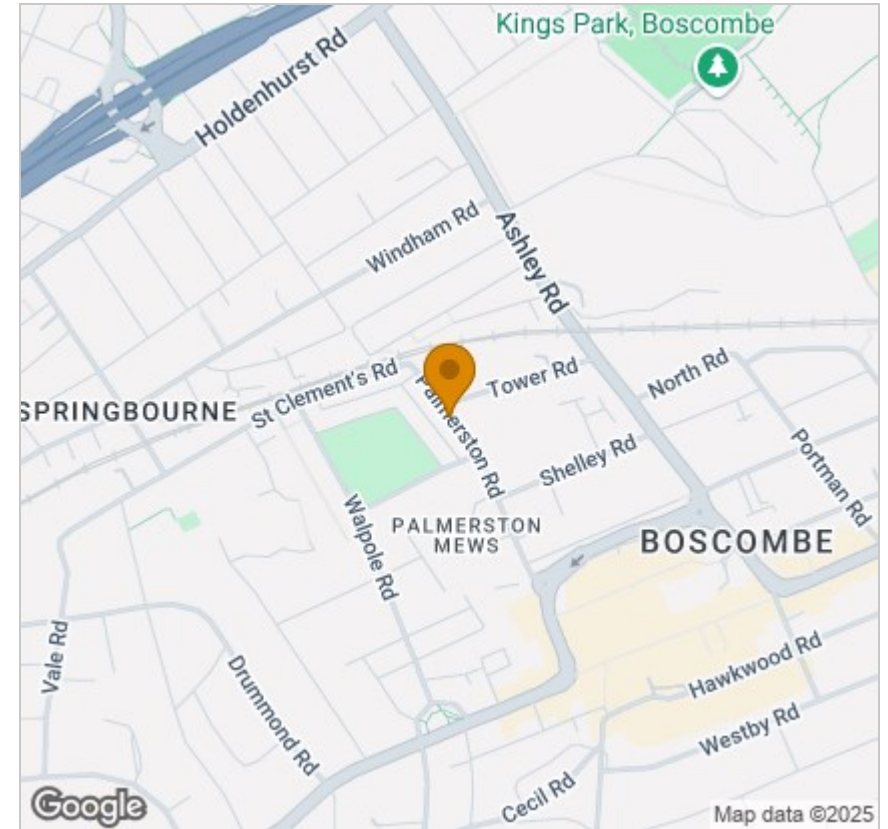 Kings Park, Boscombe
Holdenhurst Rd
Windham Rd
Ashley Rd
St Clement's Rd
SPRINGBOURNE
Palmerston Rd
Tower Rd
North Rd
Shelley Rd
Portman Rd
Walpole Rd
PALMERSTON
MEWS
BOSCOMBE
Vale Rd
Drummond Rd
Hawkwood Rd
Westby Rd
Cecil Rd
Google
Map data ©2025